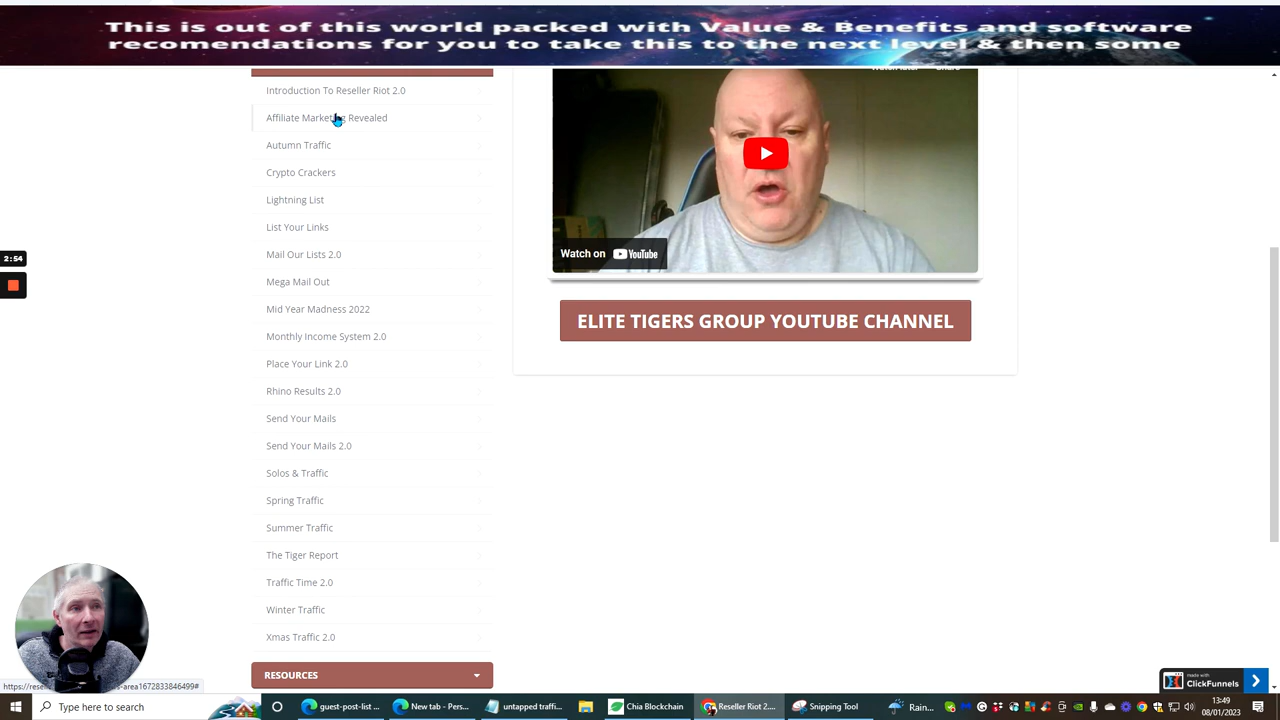 This is out of this world packed with Value & Benefits and software
recomendations for you to take this to the next level & then some
Introduction To Reseller Riot 2.0
Affiliate Marketing Revealed
Autumn Traffic
Crypto Crackers
Lightning List
List Your Links
Mail Our Lists 2.0
Mega Mail Out
Mid Year Madness 2022
Monthly Income System 2.0
Place Your Link 2.0
Rhino Results 2.0
Send Your Mails
Send Your Mails 2.0
Solos & Traffic
Spring Traffic
Summer Traffic
The Tiger Report
Traffic Time 2.0
Winter Traffic
Xmas Traffic 2.0
RESOURCES
Watch on YouTube
ELITE TIGERS GROUP YOUTUBE CHANNEL
2:54
made with
ClickFunnels
Type here to search
guest-post-list ...
New tab - Pers...
untapped traffi...
Chia Blockchain
Reseller Riot 2....
Snipping Tool
Rain...
13:49
08/01/2023